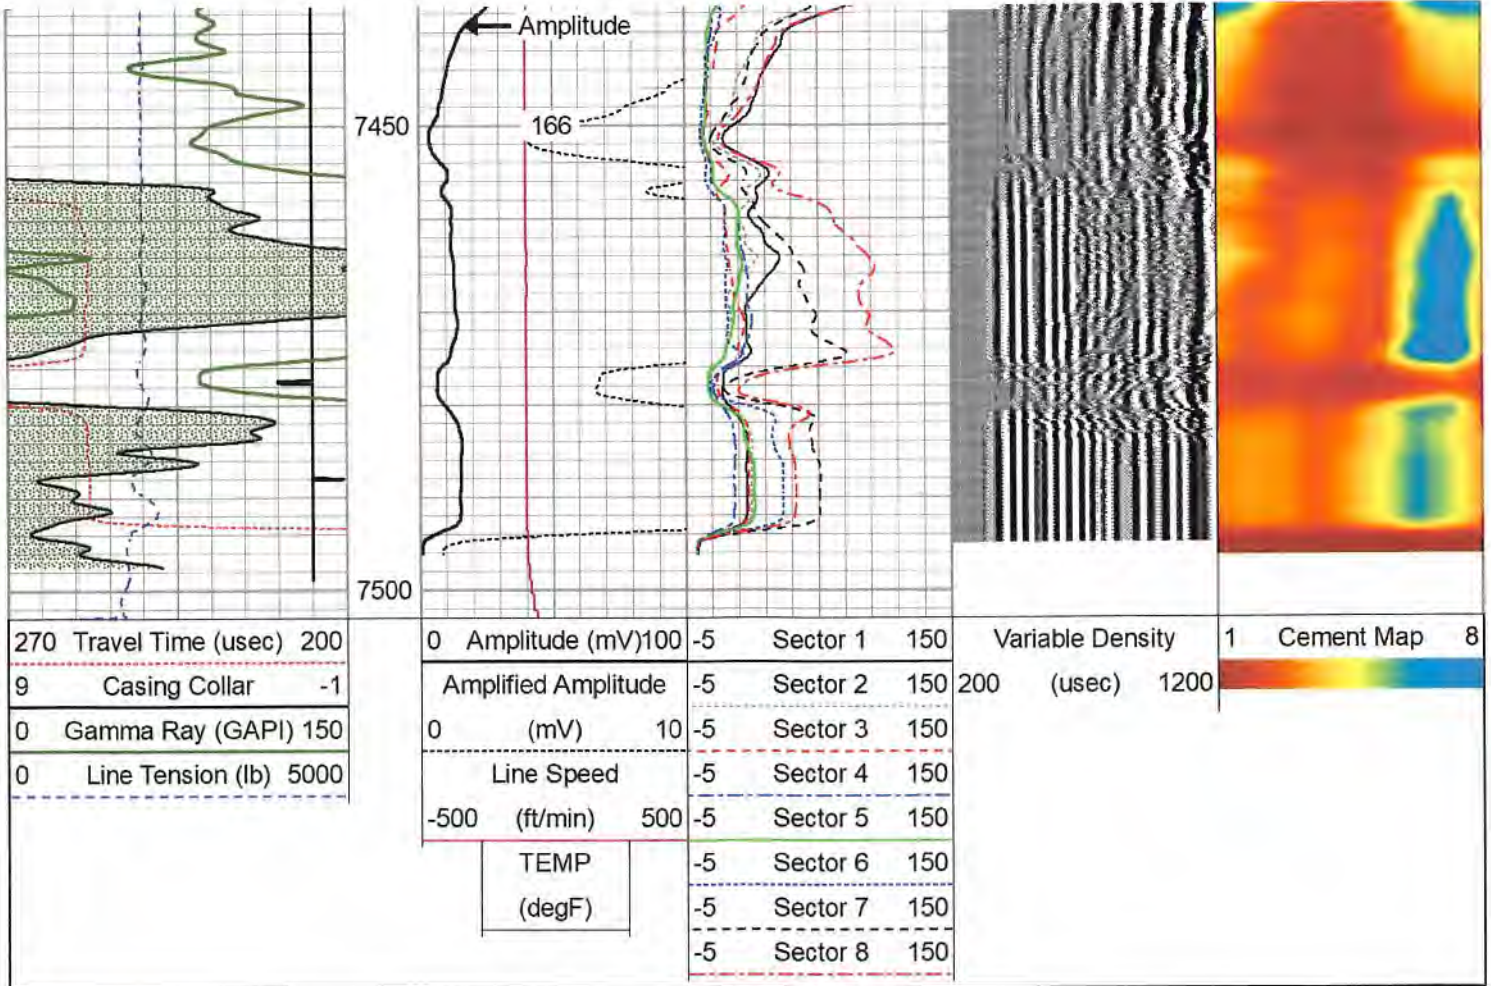 Amplitude
7450
166
7500
270 Travel Time (usec) 200
9 Casing Collar -1
0 Gamma Ray (GAPI) 150
0 Line Tension (lb) 5000
0 Amplitude (mV) 100
Amplified Amplitude
0 (mV) 10
Line Speed
-500 (ft/min) 500
TEMP
(degF)
-5 Sector 1 150
-5 Sector 2 150
-5 Sector 3 150
-5 Sector 4 150
-5 Sector 5 150
-5 Sector 6 150
-5 Sector 7 150
-5 Sector 8 150
Variable Density
200 (usec) 1200
1 Cement Map 8